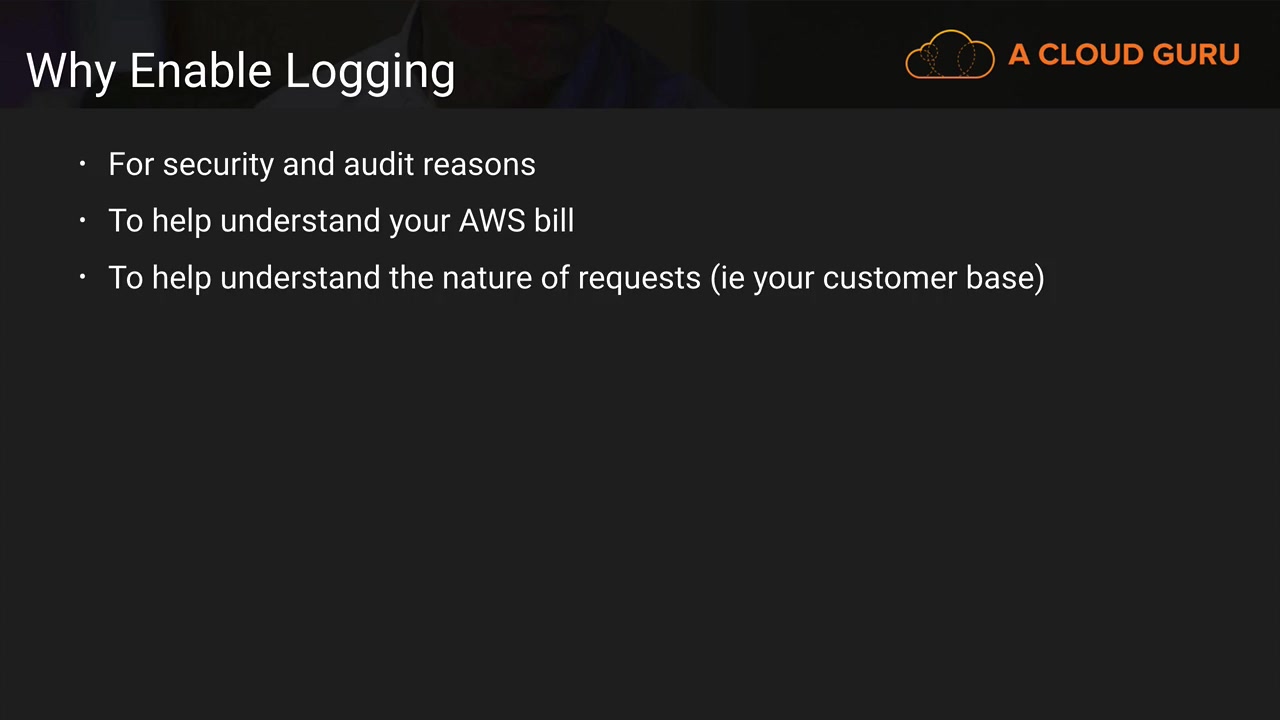 Why Enable Logging
A CLOUD GURU
· For security and audit reasons
· To help understand your AWS bill
· To help understand the nature of requests (ie your customer base)